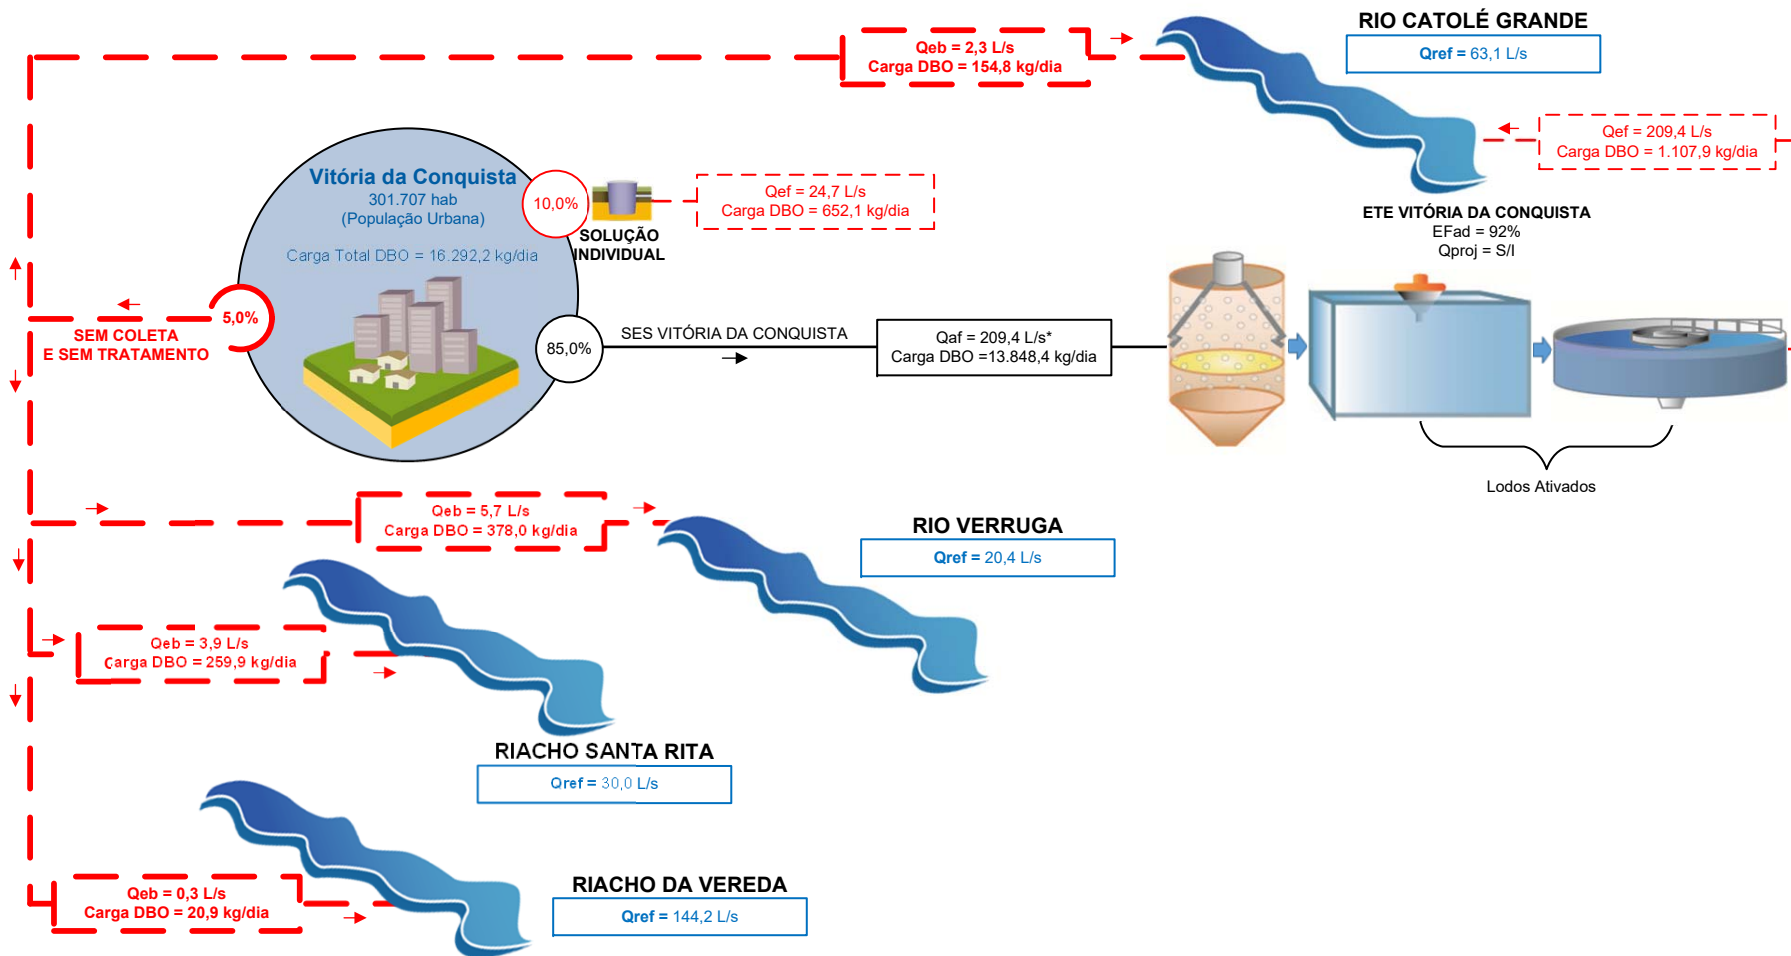 RIO CATOLÉ GRANDE
Qref = 63,1 L/s
Qeb = 2,3 L/s
Carga DBO = 154,8 kg/dia
Qef = 209,4 L/s
Carga DBO = 1.107,9 kg/dia
Vitória da Conquista
301.707 hab
(População Urbana)
Carga Total DBO = 16.292,2 kg/dia
10,0%
SOLUÇÃO
INDIVIDUAL
Qef = 24,7 L/s
Carga DBO = 652,1 kg/dia
ETE VITÓRIA DA CONQUISTA
EFad = 92%
Qproj = S/I
5,0%
SEM COLETA
E SEM TRATAMENTO
85,0%
SES VITÓRIA DA CONQUISTA
Qaf = 209,4 L/s*
Carga DBO =13.848,4 kg/dia
Lodos Ativados
Qeb = 5,7 L/s
Carga DBO = 378,0 kg/dia
RIO VERRUGA
Qref = 20,4 L/s
Qeb = 3,9 L/s
Carga DBO = 259,9 kg/dia
RIACHO SANTA RITA
Qref = 30,0 L/s
Qeb = 0,3 L/s
Carga DBO = 20,9 kg/dia
RIACHO DA VEREDA
Qref = 144,2 L/s